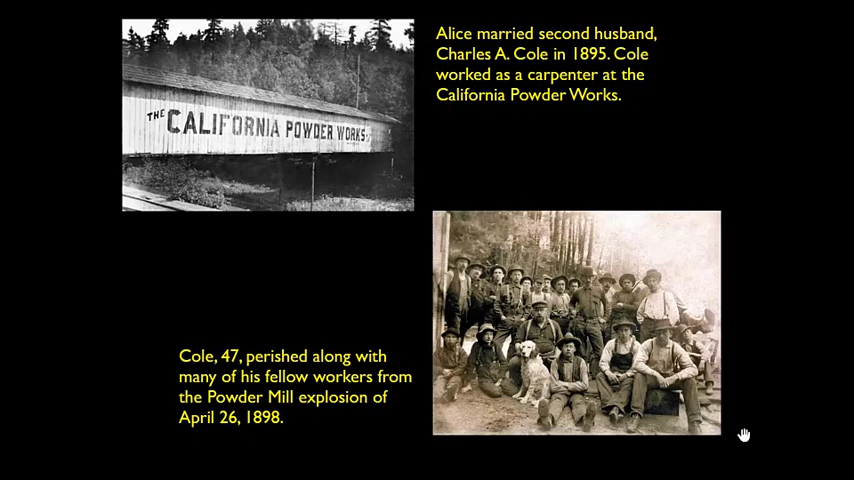 Alice married second husband,
Charles A. Cole in 1895. Cole
worked as a carpenter at the
California Powder Works.
THE CALIFORNIA POWDER WORKS
Cole, 47, perished along with
many of his fellow workers from
the Powder Mill explosion of
April 26, 1898.